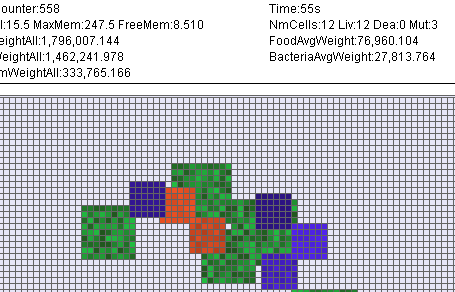 ounter:558
Time:55s
l:15.5 MaxMem:247.5 FreeMem:8.510
NmCells:12 Liv:12 Dea:0 Mut:3
eightAll:1,796,007.144
FoodAvgWeight:76,960.104
WeightAll:1,462,241.978
BacteriaAvgWeight:27,813.764
mWeightAll:333,765.166